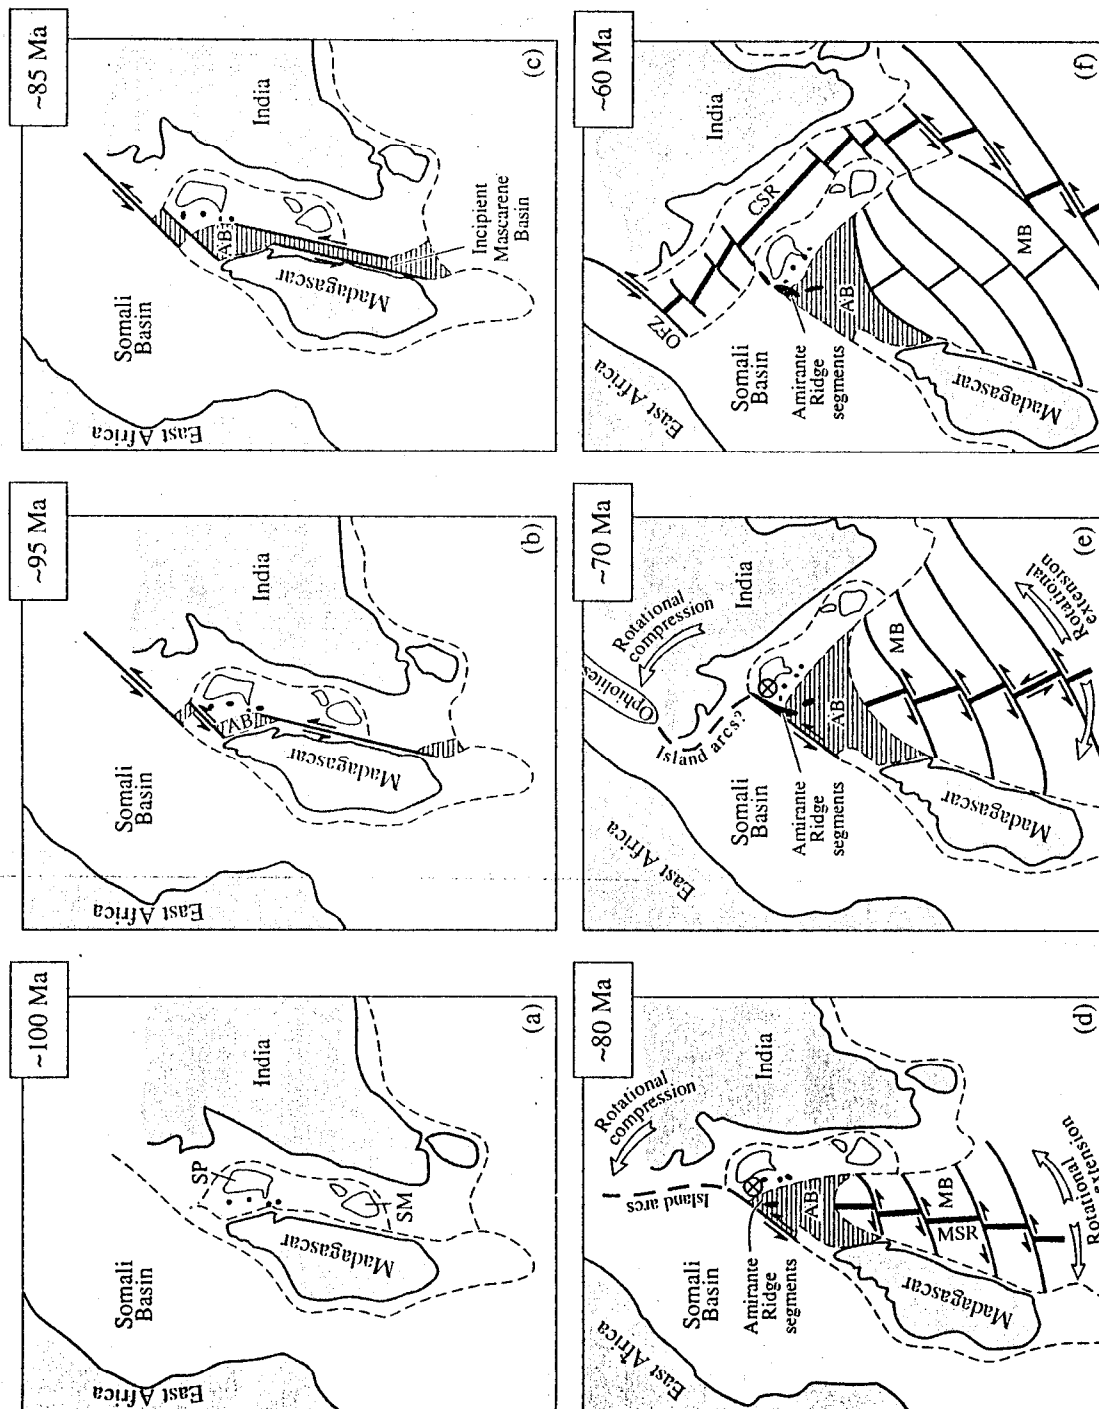 ~100 Ma
East Africa
Somali
Basin
SP
Madagascar
SM
India
(a)
~95 Ma
East Africa
Somali
Basin
AB
Madagascar
India
(b)
~85 Ma
East Africa
Somali
Basin
AB
Madagascar
India
Incipient
Mascarene
Basin
(c)
~80 Ma
East Africa
Somali
Basin
Island arcs
Rotational
compression
Amirante
Ridge
segments
AB
India
Madagascar
MB
MSR
Rotational
extension
(d)
~70 Ma
East Africa
Somali
Basin
Ophiolites
Island arcs?
Rotational
compression
Amirante
Ridge
segments
AB
India
Madagascar
MB
Rotational
extension
(e)
~60 Ma
East Africa
OFZ
Somali
Basin
CSR
India
Amirante
Ridge
segments
AB
Madagascar
MB
(f)